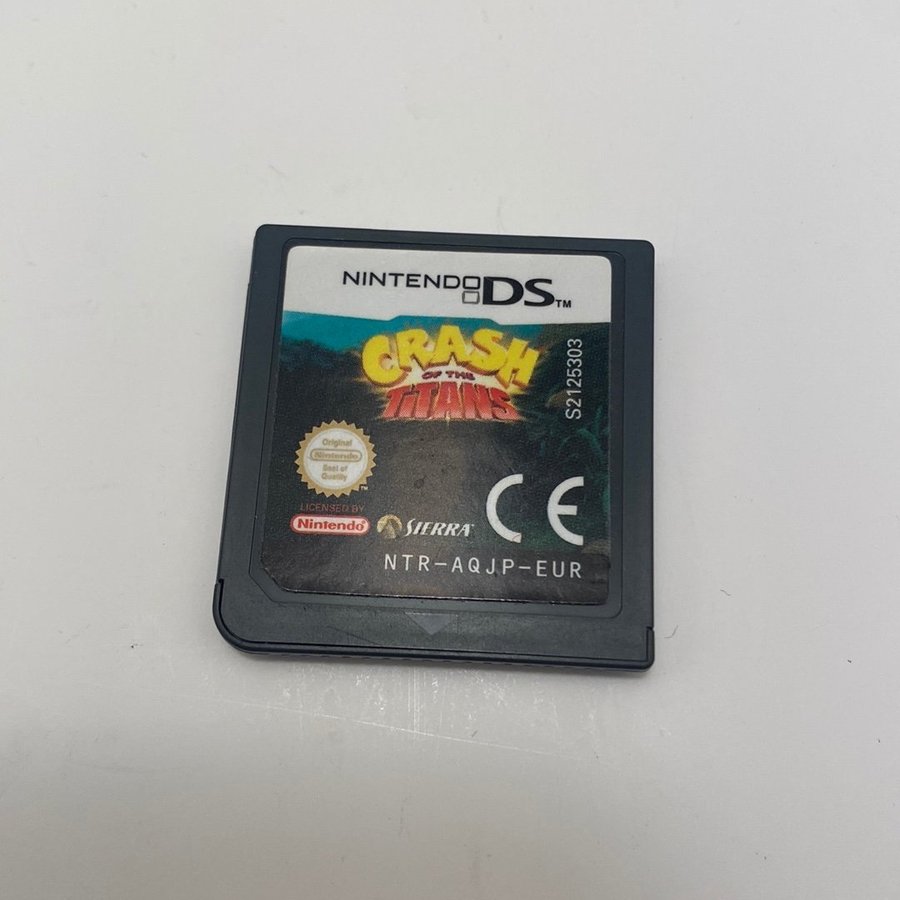 NINTENDO DS™
CRASH
OF THE
TITANS
S2125303
Original
Nintendo
Seal of
Quality
TM
LICENSED BY
Nintendo
SIERRA
CE
NTR-AQJP-EUR